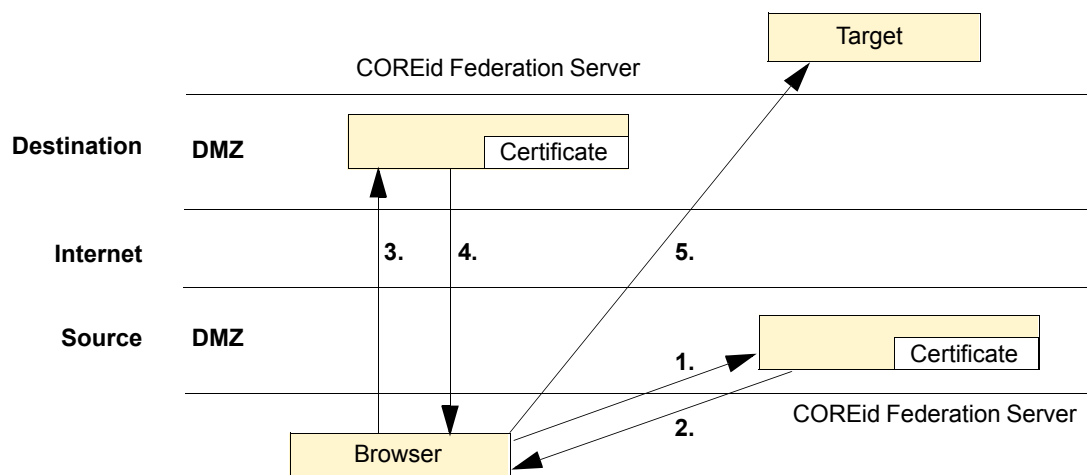 Target
COREid Federation Server
Destination
DMZ
Certificate
Internet
3.
4.
5.
Source
DMZ
1.
Certificate
2.
COREid Federation Server
Browser